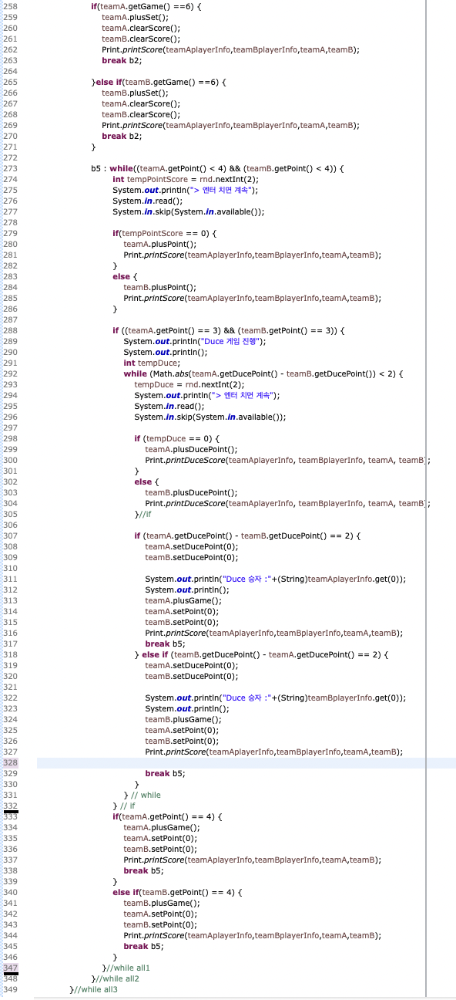 258 if(teamA.getGame() ==6) {
259 teamA.plusSet();
260 teamA.clearScore();
261 teamB.clearScore();
262 Print.printScore(teamAplayerInfo,teamBplayerInfo,teamA,teamB);
263 break b2;
264
265 }else if(teamB.getGame() ==6) {
266 teamB.plusSet();
267 teamA.clearScore();
268 teamB.clearScore();
269 Print.printScore(teamAplayerInfo,teamBplayerInfo,teamA,teamB);
270 break b2;
271 }
272
273 b5 : while((teamA.getPoint() < 4) && (teamB.getPoint() < 4)) {
274 int tempPointScore = rnd.nextInt(2);
275 System.out.println("> 엔터 치면 계속");
276 System.in.read();
277 System.in.skip(System.in.available());
278
279 if(tempPointScore == 0) {
280 teamA.plusPoint();
281 Print.printScore(teamAplayerInfo,teamBplayerInfo,teamA,teamB);
282 }
283 else {
284 teamB.plusPoint();
285 Print.printScore(teamAplayerInfo,teamBplayerInfo,teamA,teamB);
286 }
287
288 if ((teamA.getPoint() == 3) && (teamB.getPoint() == 3)) {
289 System.out.println("Duce 게임 진행");
290 System.out.println();
291 int tempDuce;
292 while (Math.abs(teamA.getDucePoint() - teamB.getDucePoint()) < 2) {
293 tempDuce = rnd.nextInt(2);
294 System.out.println("> 엔터 치면 계속");
295 System.in.read();
296 System.in.skip(System.in.available());
297
298 if (tempDuce == 0) {
299 teamA.plusDucePoint();
300 Print.printDuceScore(teamAplayerInfo, teamBplayerInfo, teamA, teamB);
301 }
302 else {
303 teamB.plusDucePoint();
304 Print.printDuceScore(teamAplayerInfo, teamBplayerInfo, teamA, teamB);
305 }//if
306
307 if (teamA.getDucePoint() - teamB.getDucePoint() == 2) {
308 teamA.setDucePoint(0);
309 teamB.setDucePoint(0);
310
311 System.out.println("Duce 승자 :"+(String)teamAplayerInfo.get(0));
312 System.out.println();
313 teamA.plusGame();
314 teamA.setPoint(0);
315 teamB.setPoint(0);
316 Print.printScore(teamAplayerInfo,teamBplayerInfo,teamA,teamB);
317 break b5;
318 } else if (teamB.getDucePoint() - teamA.getDucePoint() == 2) {
319 teamA.setDucePoint(0);
320 teamB.setDucePoint(0);
321
322 System.out.println("Duce 승자 :"+(String)teamBplayerInfo.get(0));
323 System.out.println();
324 teamB.plusGame();
325 teamA.setPoint(0);
326 teamB.setPoint(0);
327 Print.printScore(teamAplayerInfo,teamBplayerInfo,teamA,teamB);
328
329 break b5;
330 }
331 } // while
332 } // if
333 if(teamA.getPoint() == 4) {
334 teamA.plusGame();
335 teamA.setPoint(0);
336 teamB.setPoint(0);
337 Print.printScore(teamAplayerInfo,teamBplayerInfo,teamA,teamB);
338 break b5;
339 }
340 else if(teamB.getPoint() == 4) {
341 teamB.plusGame();
342 teamA.setPoint(0);
343 teamB.setPoint(0);
344 Print.printScore(teamAplayerInfo,teamBplayerInfo,teamA,teamB);
345 break b5;
346 }
347 }//while all1
348 }//while all2
349 }//while all3